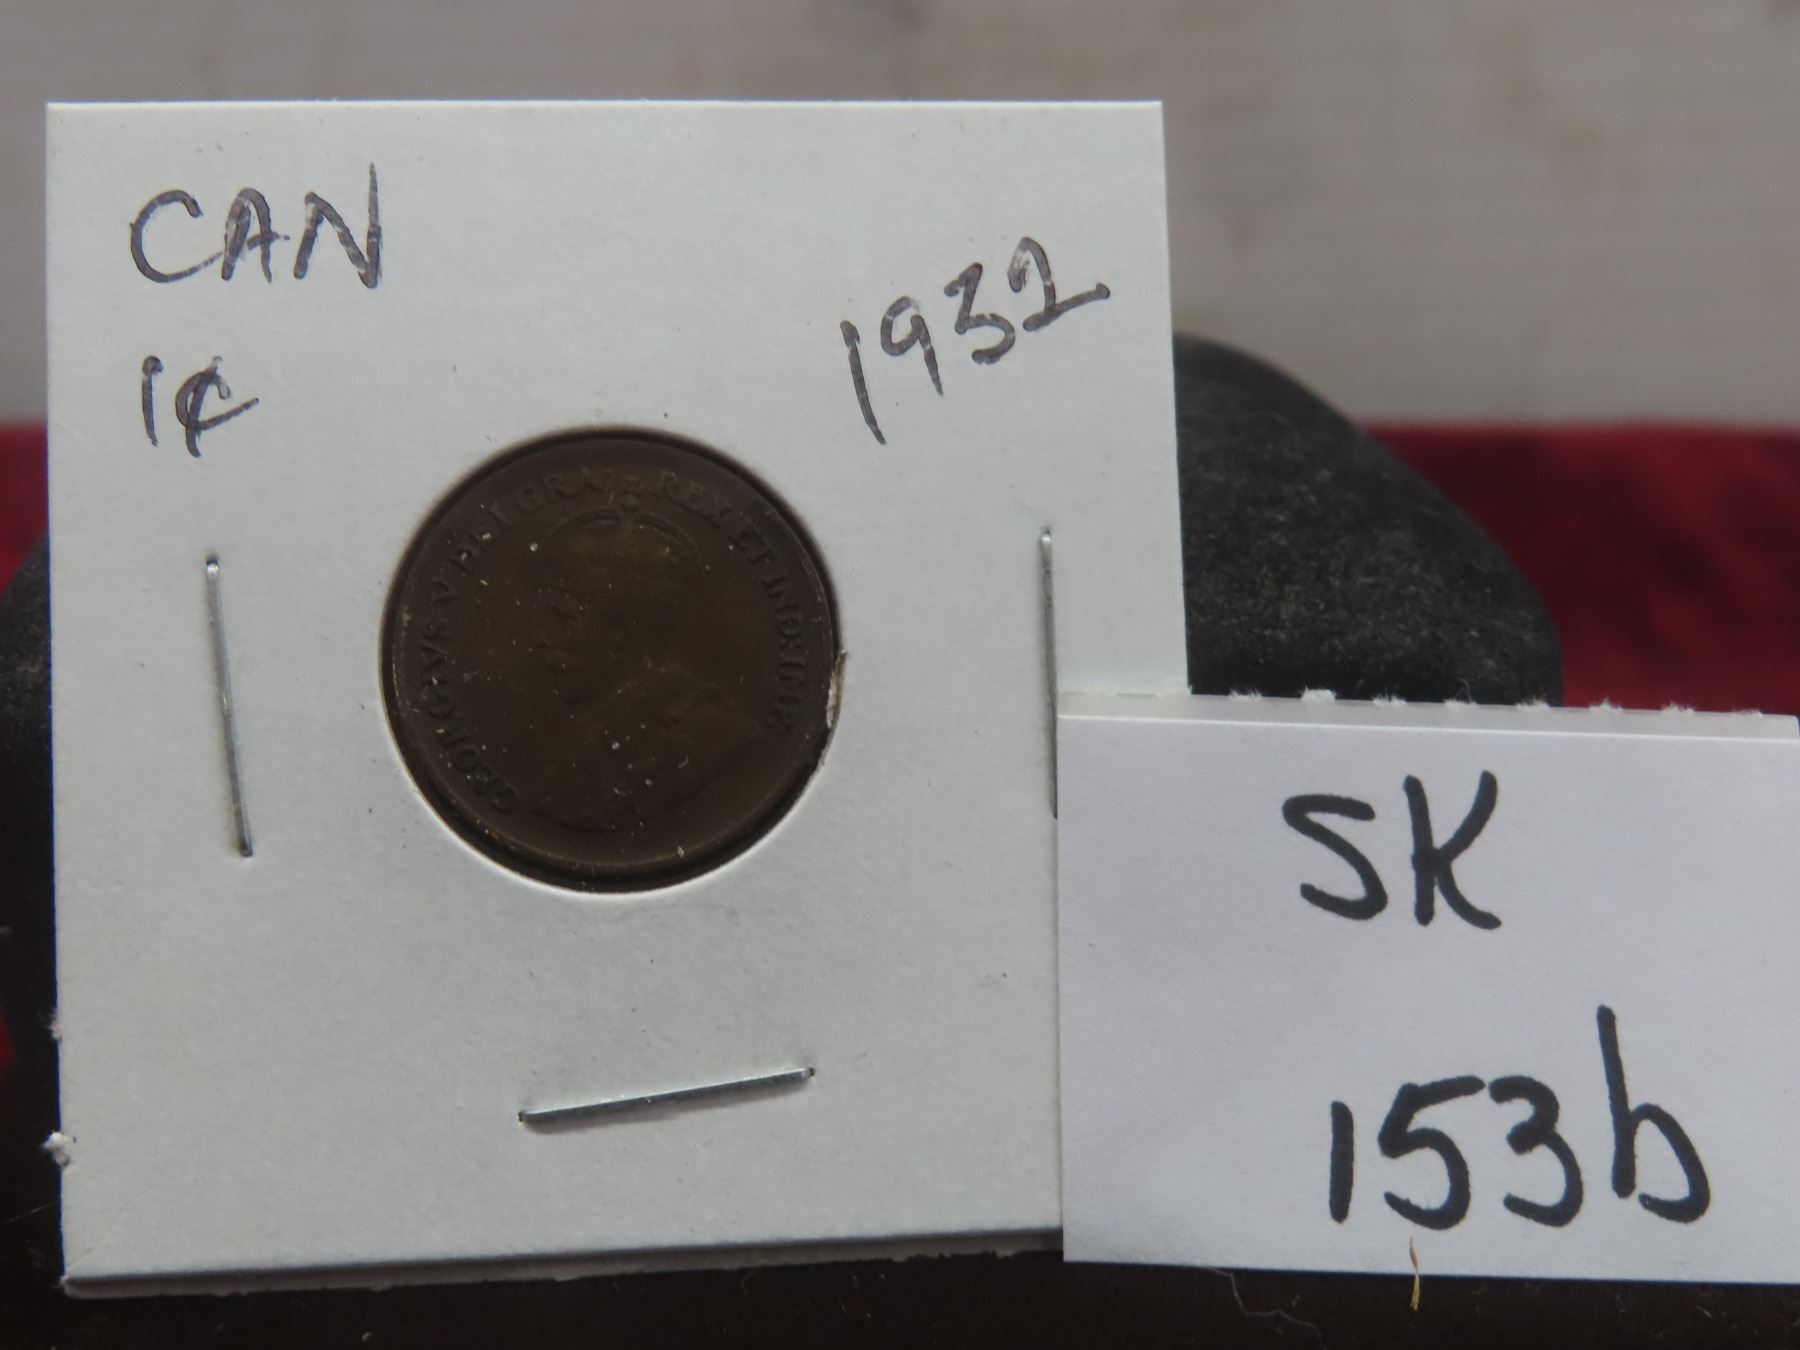 CAN
1¢
1932
GEORGIVS V DEI GRA: REX ET IND:IMP:
SK
153b